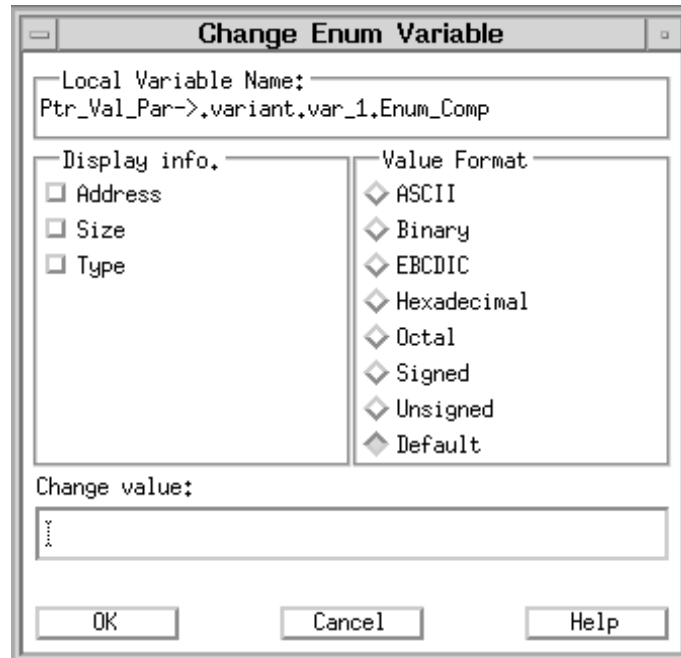 Change Enum Variable
Local Variable Name:
Ptr_Val_Par->.variant.var_1.Enum_Comp
Display info.
Address
Size
Type
Value Format
ASCII
Binary
EBCDIC
Hexadecimal
Octal
Signed
Unsigned
Default
Change value:
OK Cancel Help